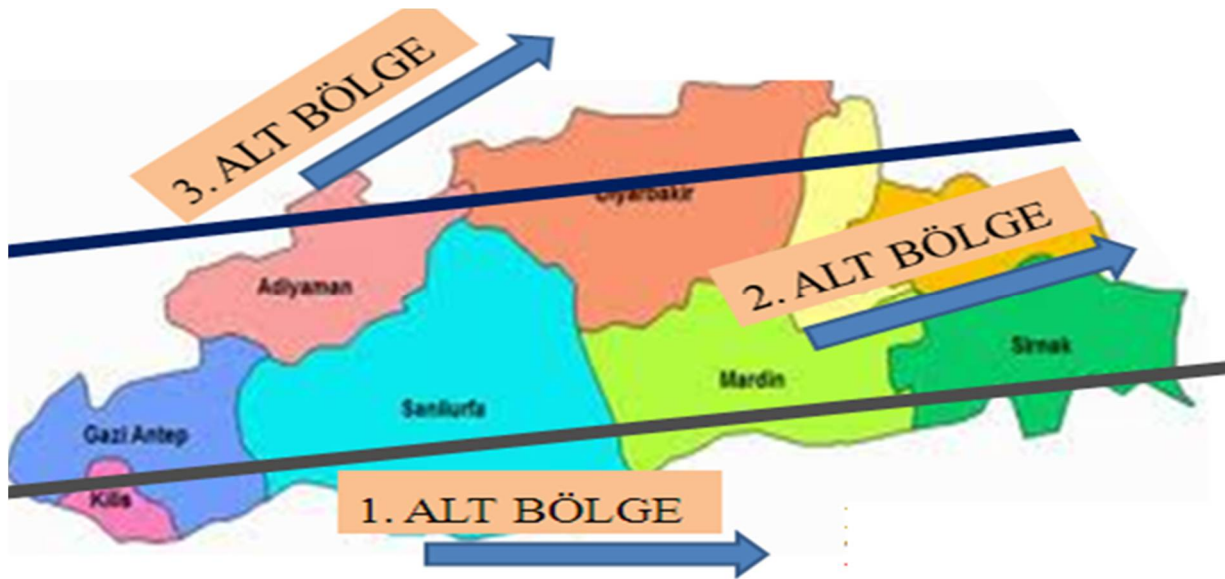 3. ALT BÖLGE
Diyarbakir
2. ALT BÖLGE
Adiyaman
Sirnak
Mardin
Sanliurfa
Gazi Antep
Kilis
1. ALT BÖLGE